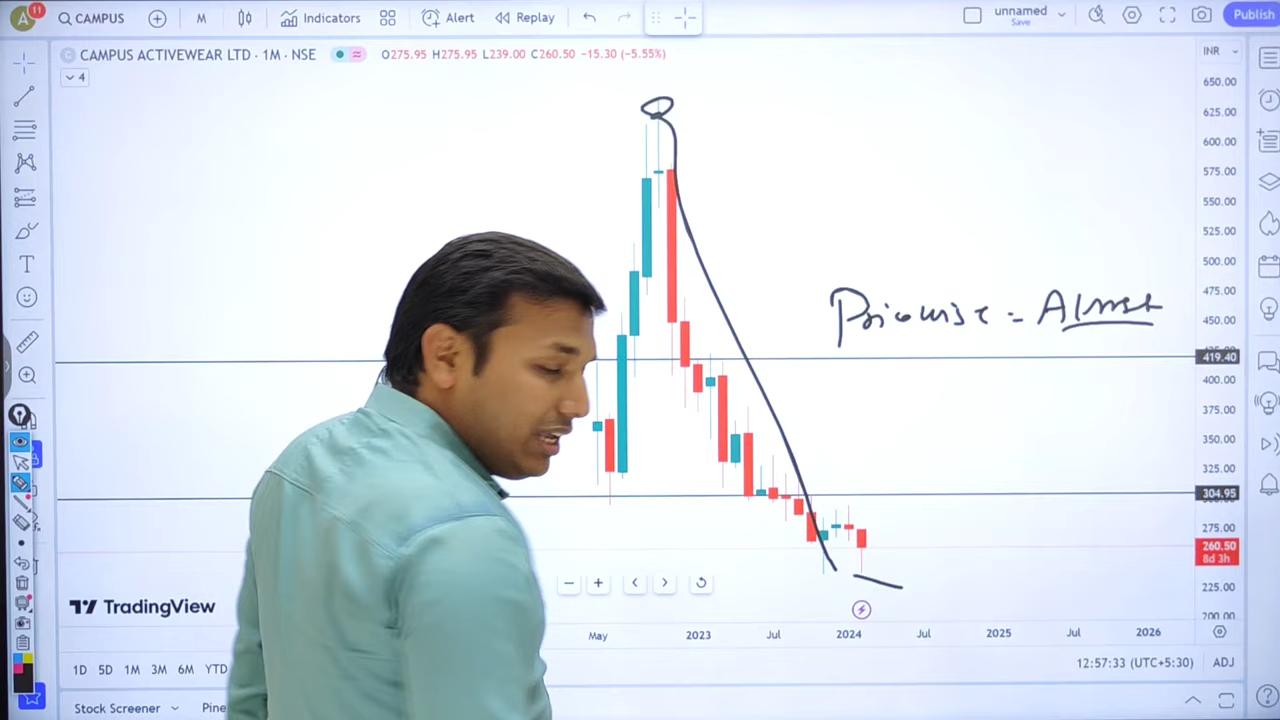 A 11 CAMPUS M Indicators Alert Replay unnamed Save Publish
C CAMPUS ACTIVEWEAR LTD · 1M · NSE O275.95 H275.95 L239.00 C260.50 −15.30 (−5.55%) INR
4
650.00
625.00
600.00
575.00
550.00
525.00
500.00
475.00
Pricewise = Almost
450.00
419.40
400.00
375.00
350.00
325.00
304.95
275.00
260.50
8d 3h
225.00
200.00
TradingView
May 2023 Jul 2024 Jul 2025 Jul 2026
1D 5D 1M 3M 6M YTD 12:57:33 (UTC+5:30) ADJ
Stock Screener Pine